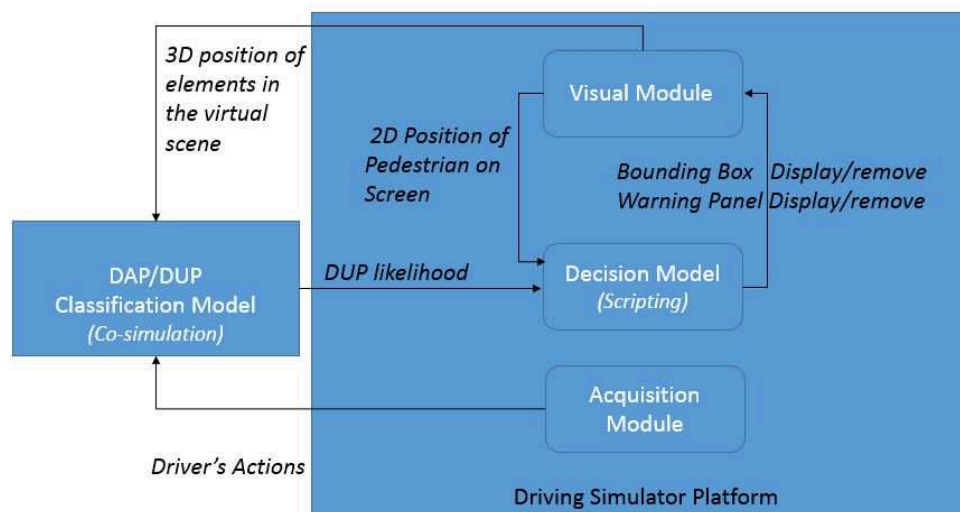 3D position of
elements in
the virtual
scene
Visual Module
2D Position of
Pedestrian on
Screen
Bounding Box Display/remove
Warning Panel Display/remove
DAP/DUP
Classification Model
(Co-simulation)
DUP likelihood
Decision Model
(Scripting)
Acquisition
Module
Driver's Actions
Driving Simulator Platform